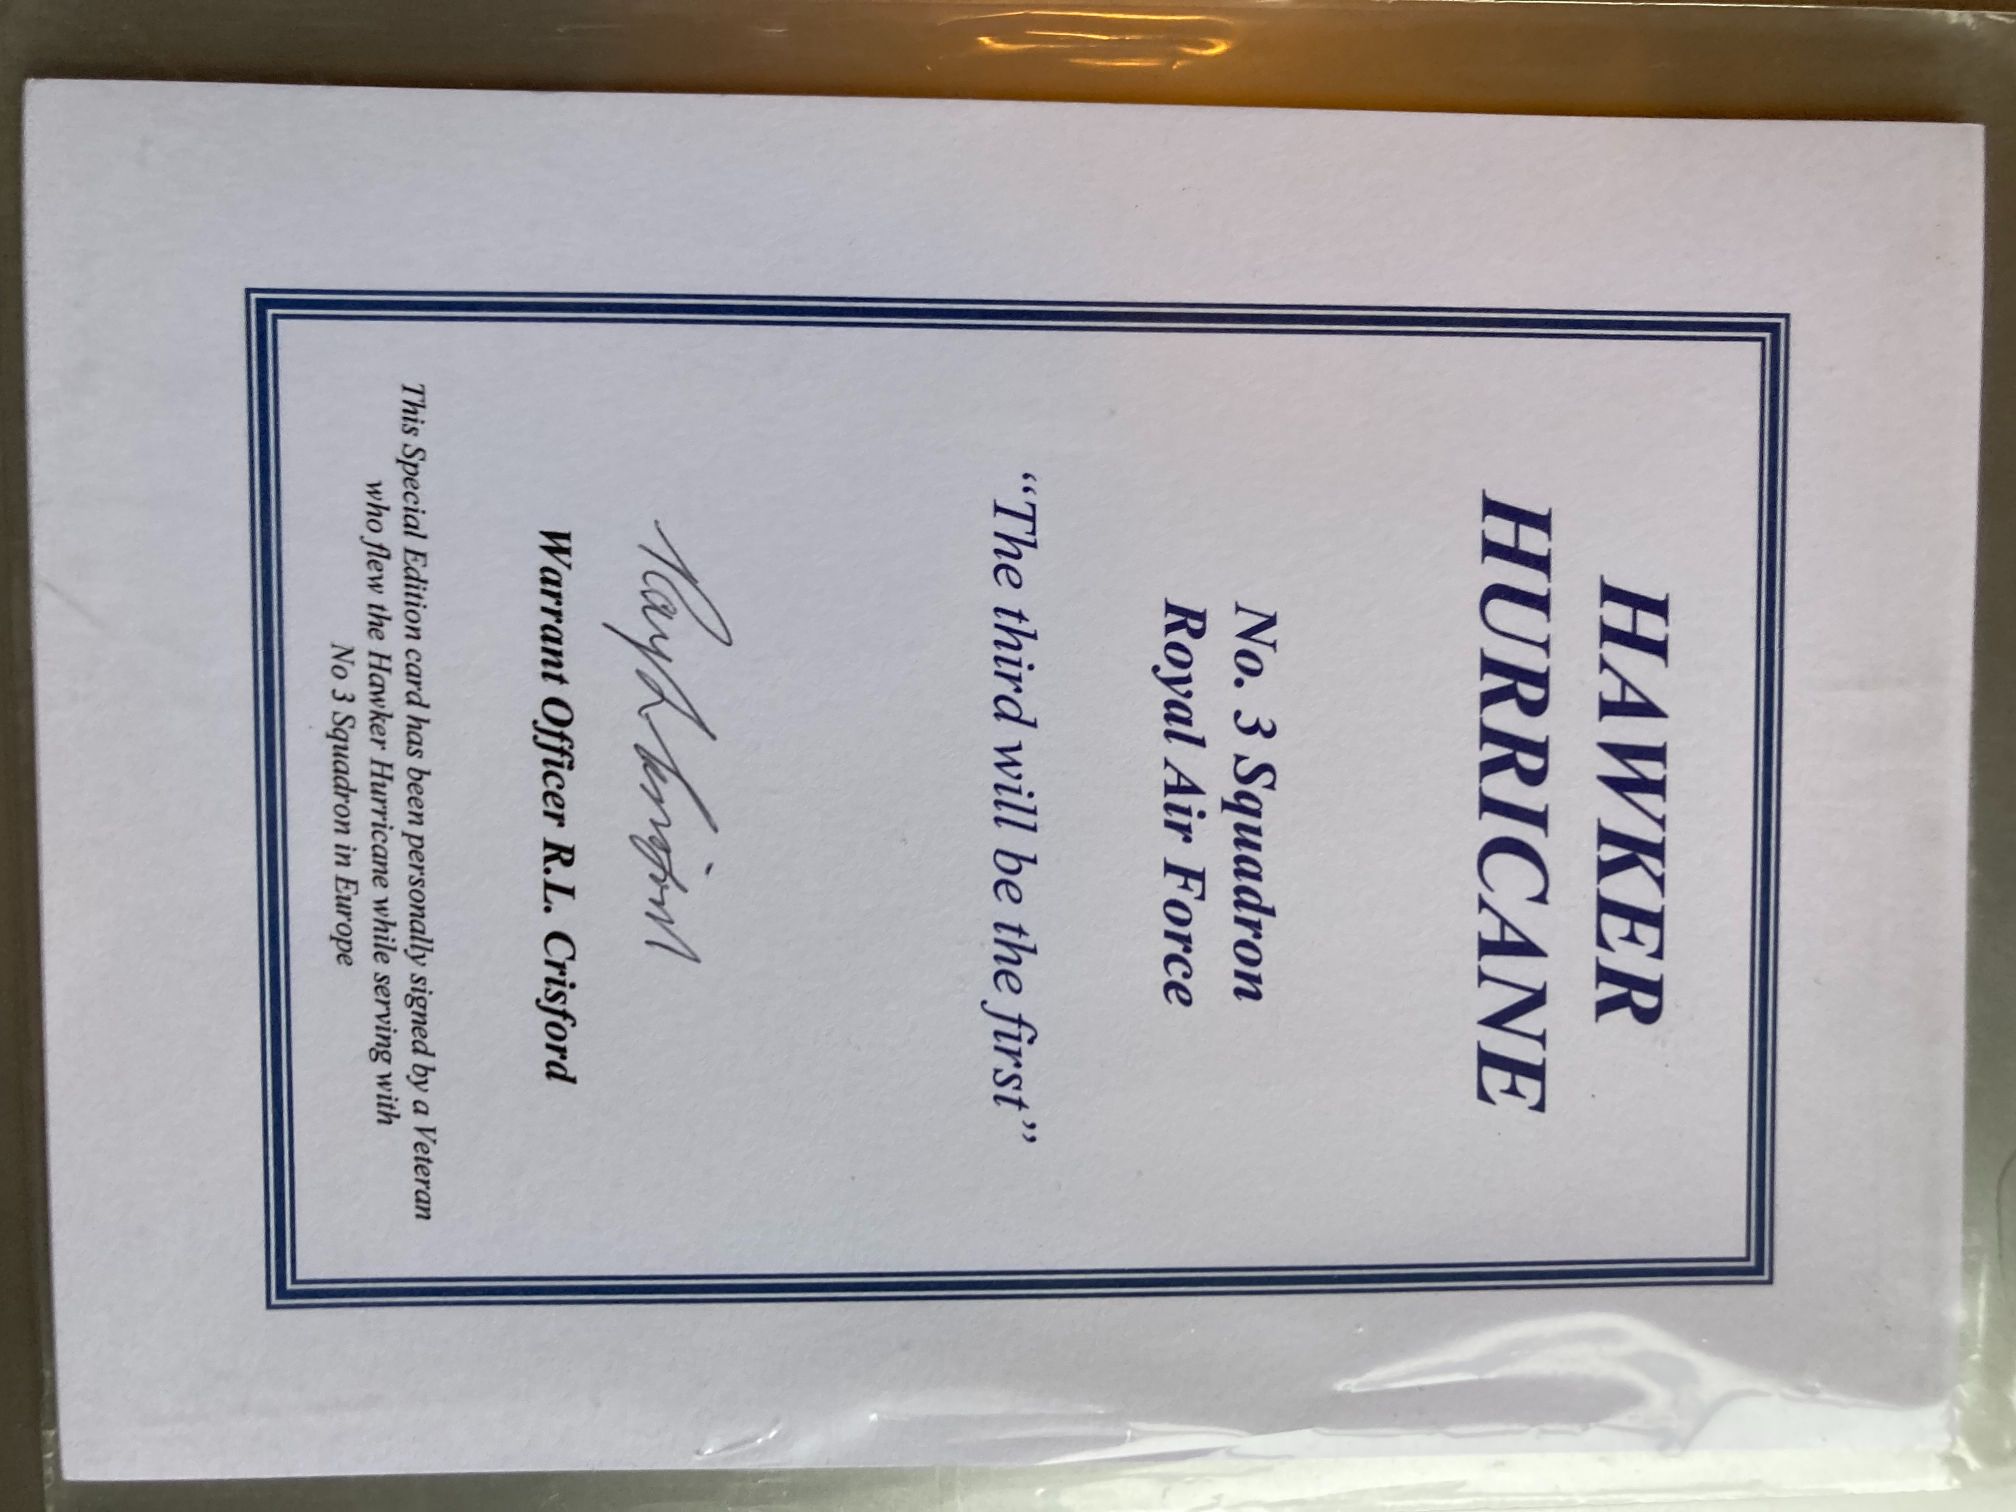 HAWKER
HURRICANE
No. 3 Squadron
Royal Air Force
“The third will be the first”
Ray L Crisford
Warrant Officer R.L. Crisford
This Special Edition card has been personally signed by a Veteran
who flew the Hawker Hurricane while serving with
No 3 Squadron in Europe